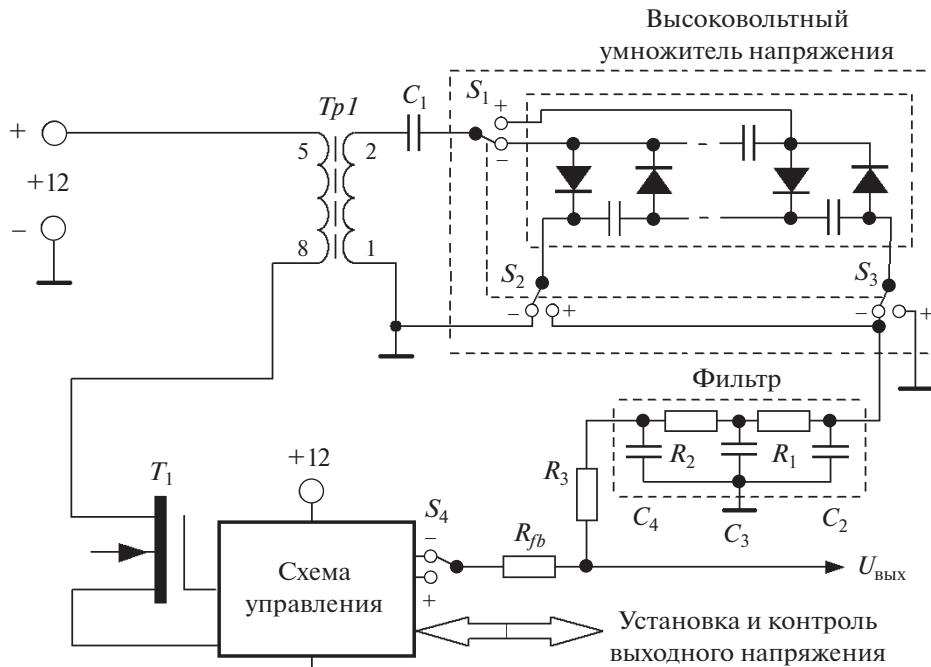 Высоковольтный
умножитель напряжения
Tp1
C1
S1
+
–
+
+12
–
5
2
8
1
S2
– +
S3
– +
Фильтр
R2
R1
C4
C3
C2
R3
T1
+12
S4
–
+
Rfb
Uвых
Схема
управления
Установка и контроль
выходного напряжения